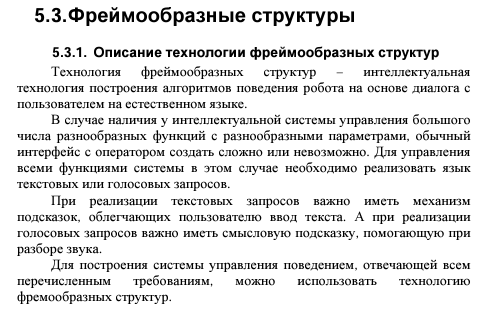 5.3.Фреймообразные структуры
5.3.1. Описание технологии фреймообразных структур
Технология фреймообразных структур – интеллектуальная
технология построения алгоритмов поведения робота на основе диалога с
пользователем на естественном языке.
В случае наличия у интеллектуальной системы управления большого
числа разнообразных функций с разнообразными параметрами, обычный
интерфейс с оператором создать сложно или невозможно. Для управления
всеми функциями системы в этом случае необходимо реализовать язык
текстовых или голосовых запросов.
При реализации текстовых запросов важно иметь механизм
подсказок, облегчающих пользователю ввод текста. А при реализации
голосовых запросов важно иметь смысловую подсказку, помогающую при
разборе звука.
Для построения системы управления поведением, отвечающей всем
перечисленным требованиям, можно использовать технологию
фремообразных структур.